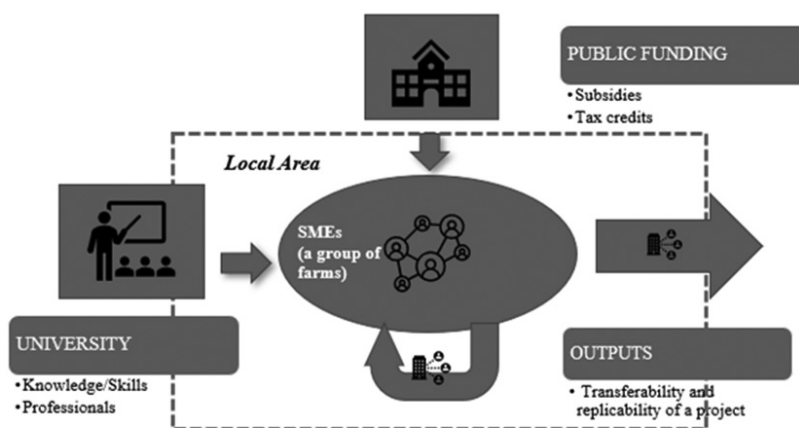 PUBLIC FUNDING
• Subsidies
• Tax credits
Local Area
SMEs
(a group of
farms)
UNIVERSITY
• Knowledge/Skills
• Professionals
OUTPUTS
• Transferability and
replicability of a project